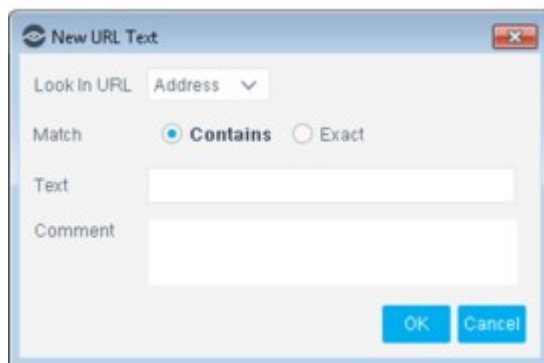 New URL Text
Look In URL Address
Match Contains Exact
Text
Comment
OK Cancel